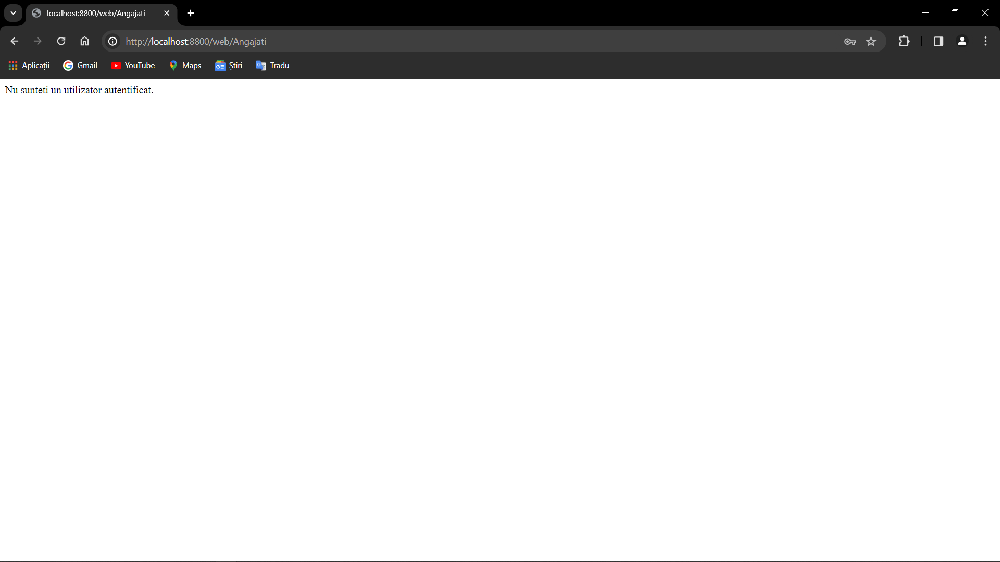 localhost:8800/web/Angajati
http://localhost:8800/web/Angajati
Aplicații Gmail YouTube Maps Știri Tradu
Nu sunteti un utilizator autentificat.